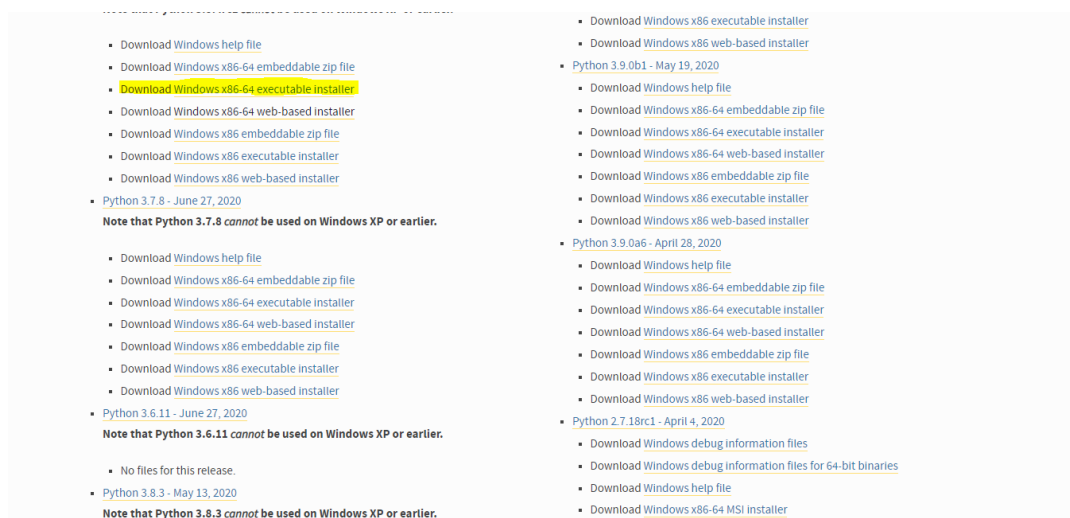 Download Windows help file
Download Windows x86-64 embeddable zip file
Download Windows x86-64 executable installer
Download Windows x86-64 web-based installer
Download Windows x86 embeddable zip file
Download Windows x86 executable installer
Download Windows x86 web-based installer
Python 3.7.8 - June 27, 2020
Note that Python 3.7.8 cannot be used on Windows XP or earlier.
Download Windows help file
Download Windows x86-64 embeddable zip file
Download Windows x86-64 executable installer
Download Windows x86-64 web-based installer
Download Windows x86 embeddable zip file
Download Windows x86 executable installer
Download Windows x86 web-based installer
Python 3.6.11 - June 27, 2020
Note that Python 3.6.11 cannot be used on Windows XP or earlier.
No files for this release.
Python 3.8.3 - May 13, 2020
Note that Python 3.8.3 cannot be used on Windows XP or earlier.
Download Windows x86 executable installer
Download Windows x86 web-based installer
Python 3.9.0b1 - May 19, 2020
Download Windows help file
Download Windows x86-64 embeddable zip file
Download Windows x86-64 executable installer
Download Windows x86-64 web-based installer
Download Windows x86 embeddable zip file
Download Windows x86 executable installer
Download Windows x86 web-based installer
Python 3.9.0a6 - April 28, 2020
Download Windows help file
Download Windows x86-64 embeddable zip file
Download Windows x86-64 executable installer
Download Windows x86-64 web-based installer
Download Windows x86 embeddable zip file
Download Windows x86 executable installer
Download Windows x86 web-based installer
Python 2.7.18rc1 - April 4, 2020
Download Windows debug information files
Download Windows debug information files for 64-bit binaries
Download Windows help file
Download Windows x86-64 MSI installer